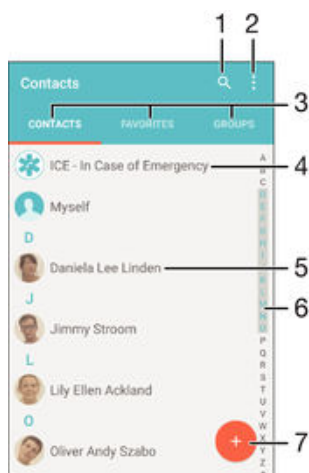 1 2
Contacts
3
CONTACTS FAVORITES GROUPS
ICE - In Case of Emergency 4
Myself
D
Daniela Lee Linden 5
J
Jimmy Stroom
6
L
Lily Ellen Ackland
O
Oliver Andy Szabo
7
A
B
C
D
E
F
G
H
I
J
K
L
M
N
O
P
Q
R
S
T
U
V
W
X
Y
Z